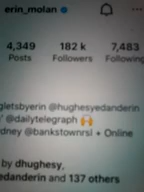 erin_molan
4,349 182 k 7,483
Posts Followers Following
gletsbyerin @hughesyedanderin
@dailytelegraph 🙌
dney @bankstownrsl • Online
by dhughesy,
edanderin and 137 others